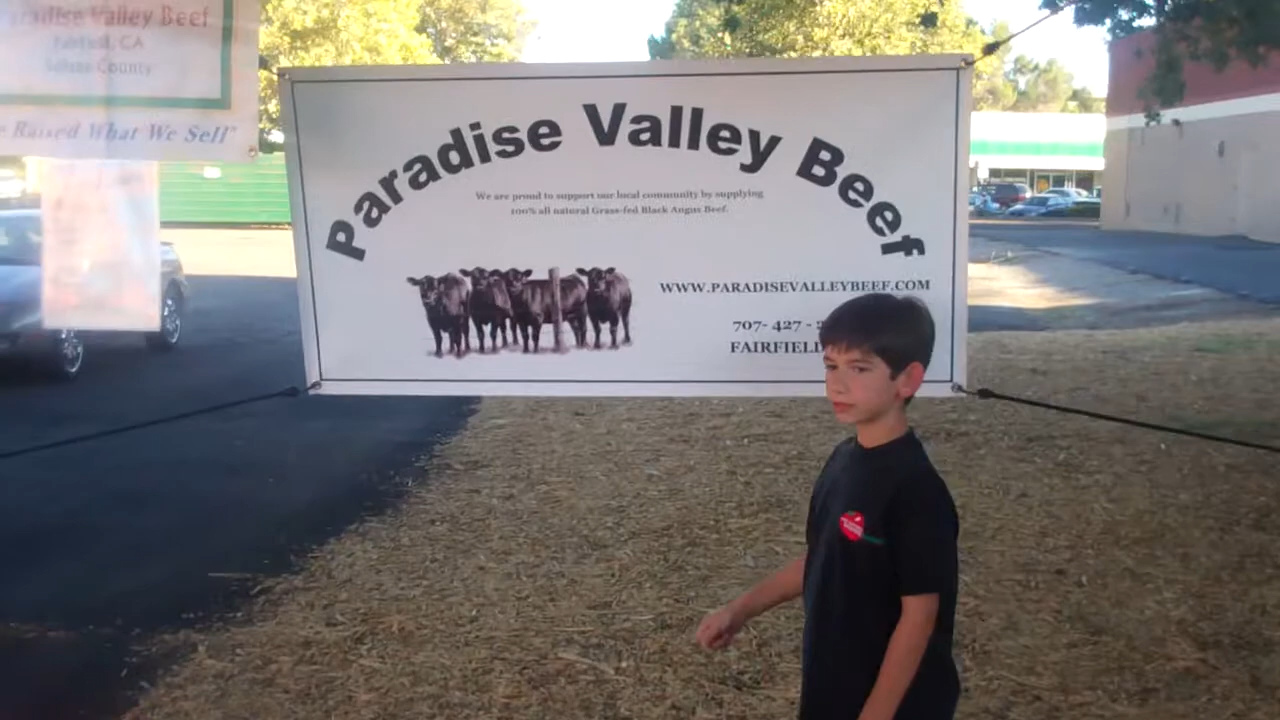 Paradise Valley Beef
Fairfield, CA
Solano County
Raised What We Sell"
Paradise Valley Beef
We are proud to support our local community by supplying
100% all natural Grass-fed Black Angus Beef.
WWW.PARADISEVALLEYBEEF.COM
707- 427 -
FAIRFIELD